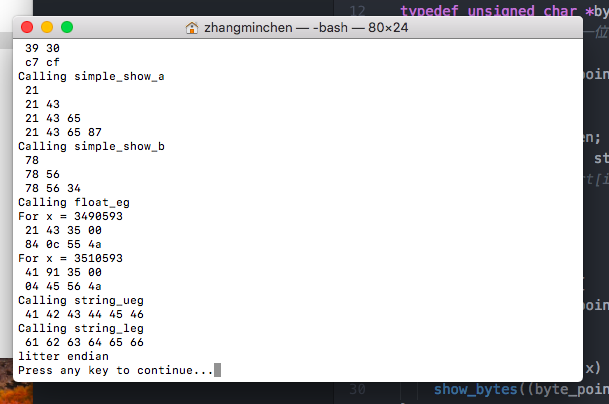 zhangminchen — -bash — 80×24
39 30
c7 cf
Calling simple_show_a
21
21 43
21 43 65
21 43 65 87
Calling simple_show_b
78
78 56
78 56 34
Calling float_eg
For x = 3490593
21 43 35 00
84 0c 55 4a
For x = 3510593
41 91 35 00
04 45 56 4a
Calling string_ueg
41 42 43 44 45 46
Calling string_leg
61 62 63 64 65 66
litter endian
Press any key to continue...
12 typedef unsigned char *by
一位
poin
en;
st
rt[i
poin
x)
30 show_bytes((byte_poin